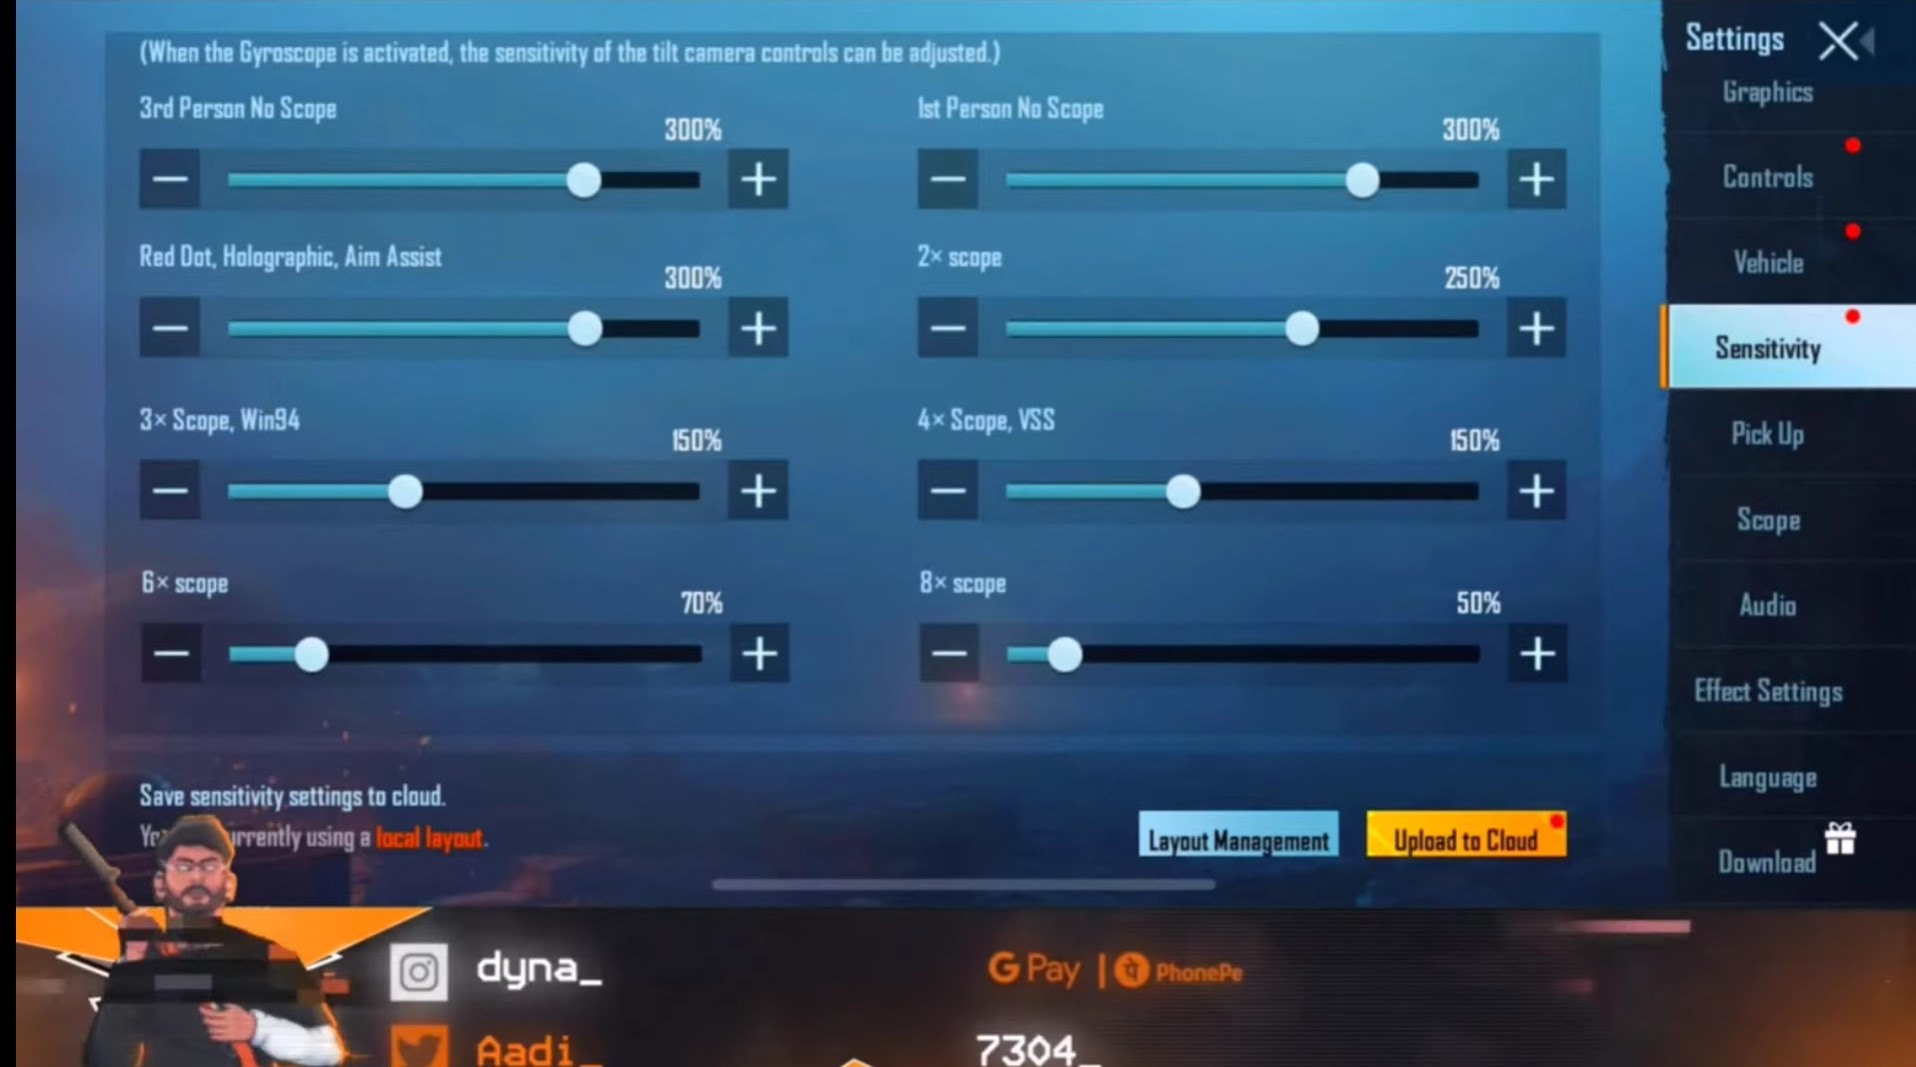 (When the Gyroscope is activated, the sensitivity of the tilt camera controls can be adjusted.)
3rd Person No Scope
300%
1st Person No Scope
300%
Red Dot, Holographic, Aim Assist
300%
2× scope
250%
3× Scope, Win94
150%
4× Scope, VSS
150%
6× scope
70%
8× scope
50%
Save sensitivity settings to cloud.
currently using a local layout.
Layout Management
Upload to Cloud
Settings
Graphics
Controls
Vehicle
Sensitivity
Pick Up
Scope
Audio
Effect Settings
Language
Download
dyna_
G Pay | PhonePe
Aadi_
7304_